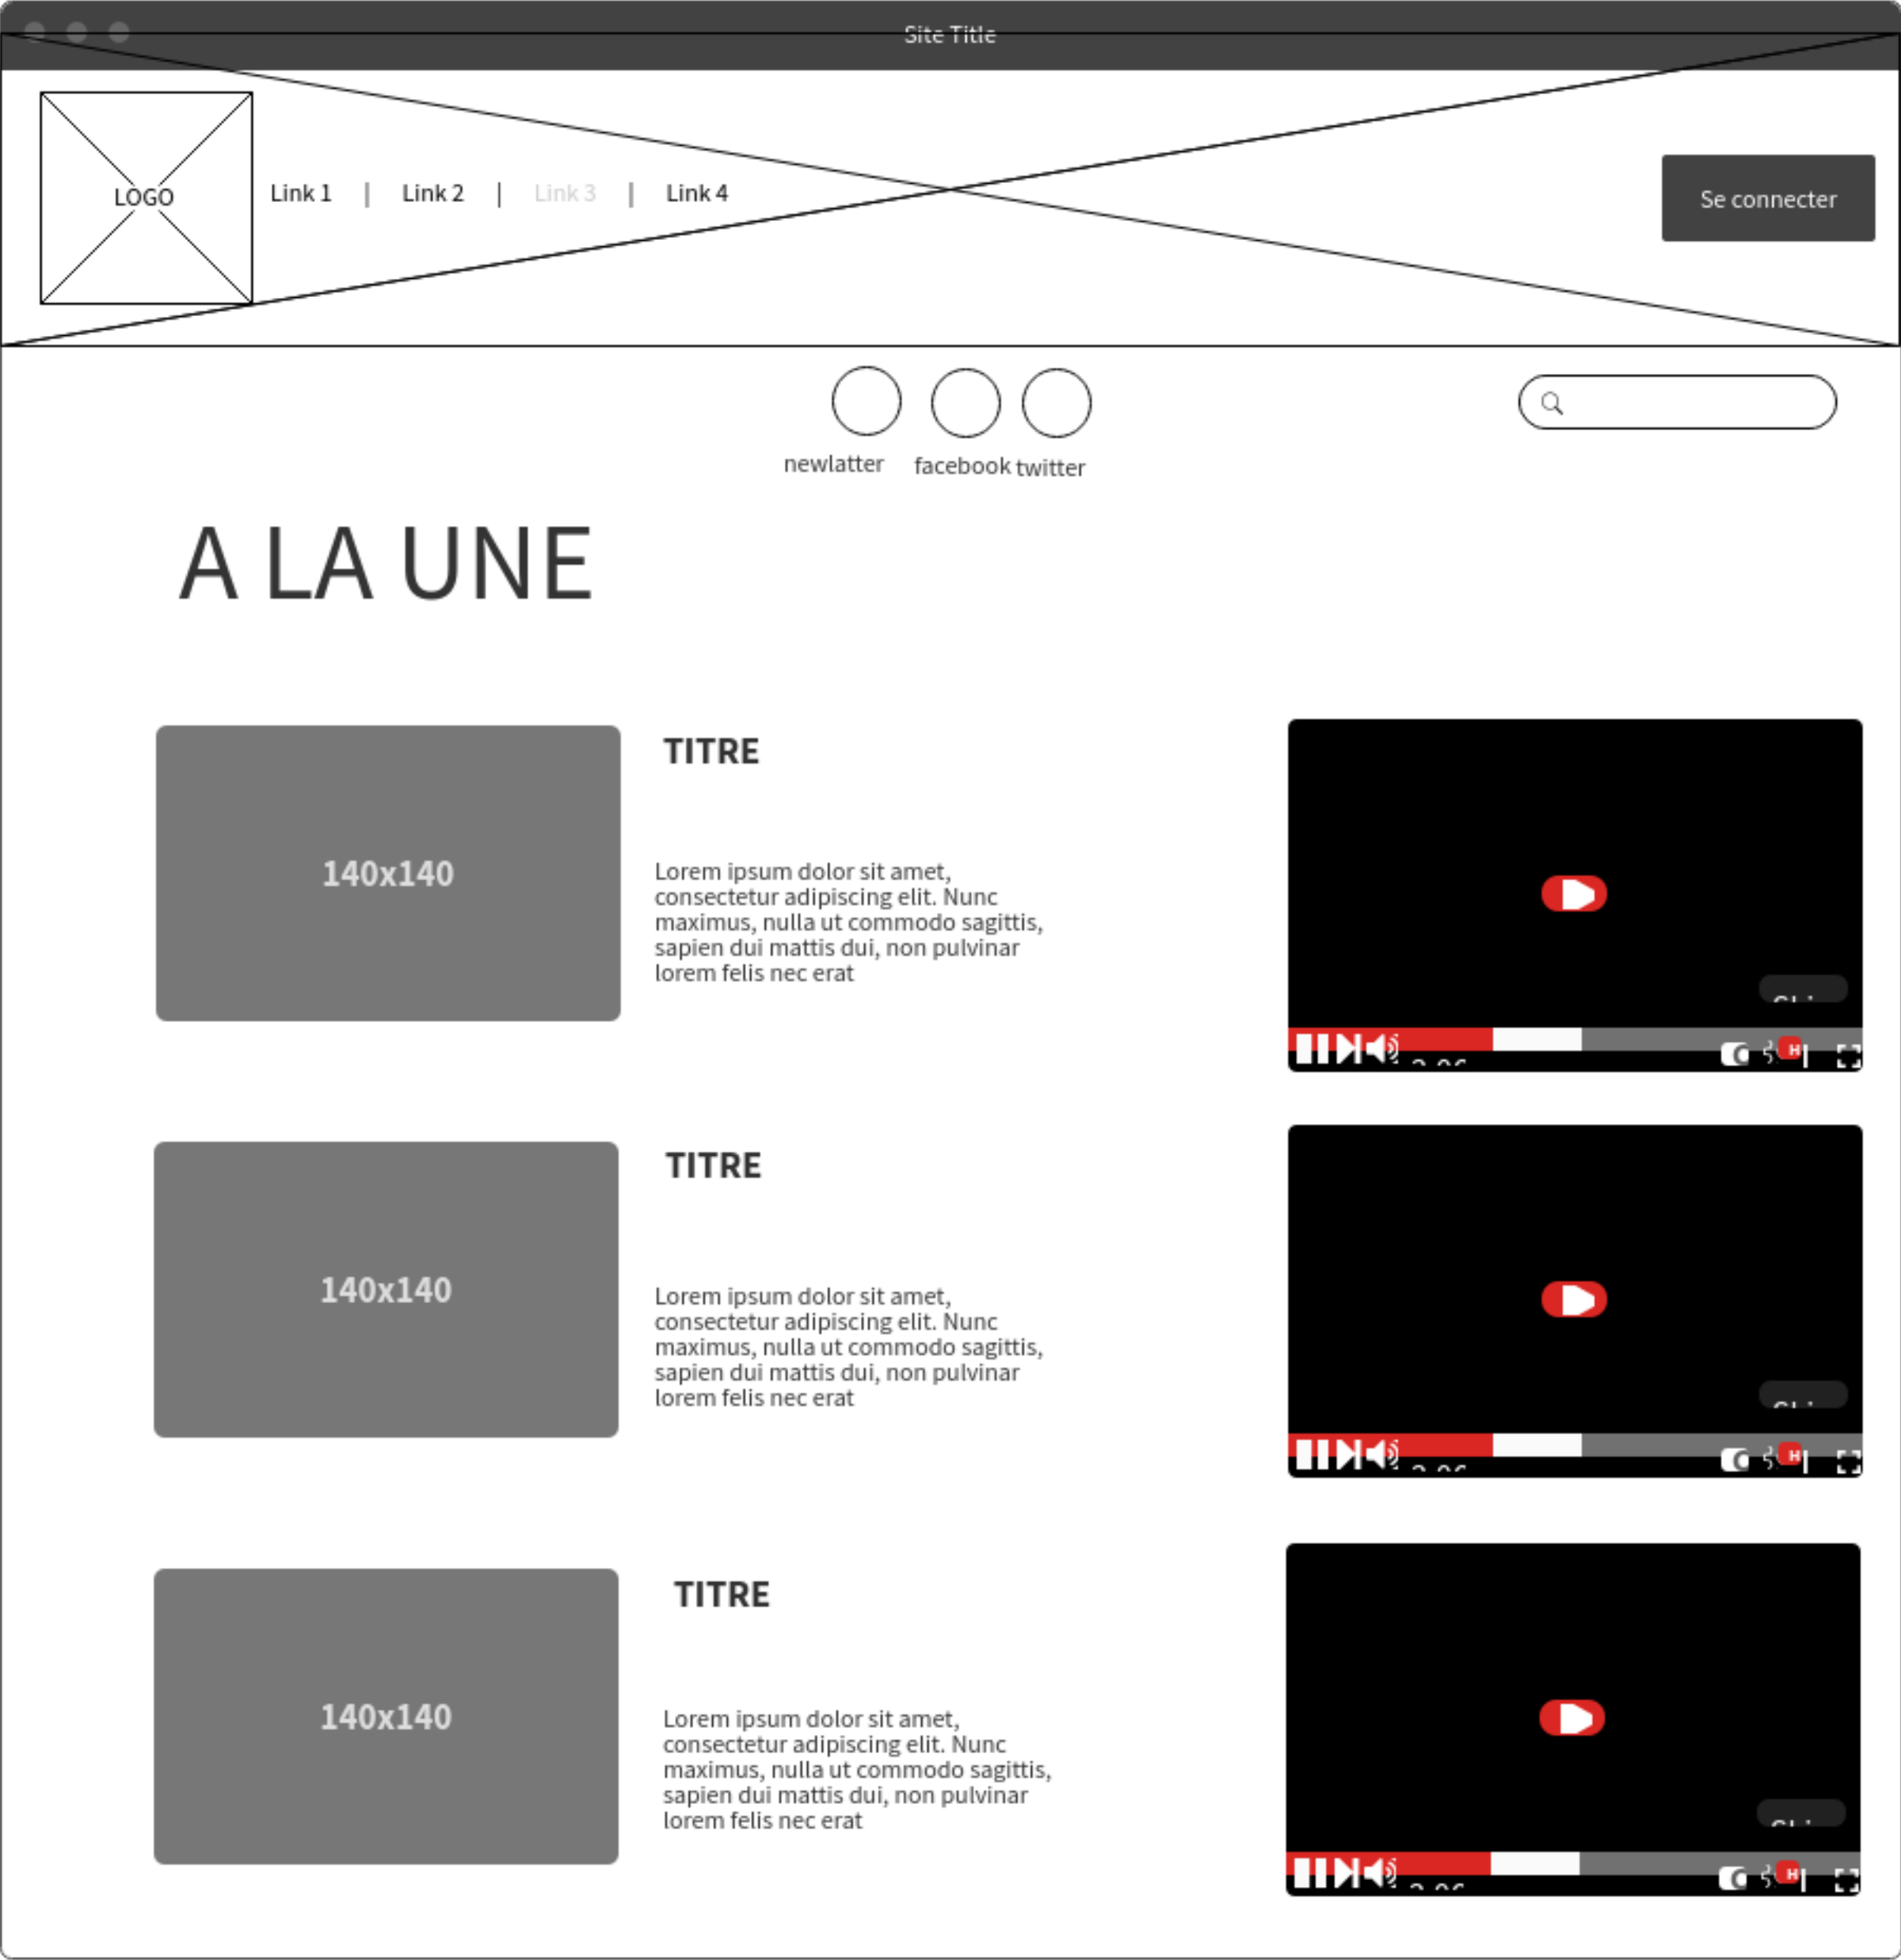 Site Title
LOGO
Link 1 | Link 2 | Link 3 | Link 4
Se connecter
newlatter
facebook
twitter
A LA UNE
140x140
TITRE
Lorem ipsum dolor sit amet,
consectetur adipiscing elit. Nunc
maximus, nulla ut commodo sagittis,
sapien dui mattis dui, non pulvinar
lorem felis nec erat
H
140x140
TITRE
Lorem ipsum dolor sit amet,
consectetur adipiscing elit. Nunc
maximus, nulla ut commodo sagittis,
sapien dui mattis dui, non pulvinar
lorem felis nec erat
H
140x140
TITRE
Lorem ipsum dolor sit amet,
consectetur adipiscing elit. Nunc
maximus, nulla ut commodo sagittis,
sapien dui mattis dui, non pulvinar
lorem felis nec erat
H